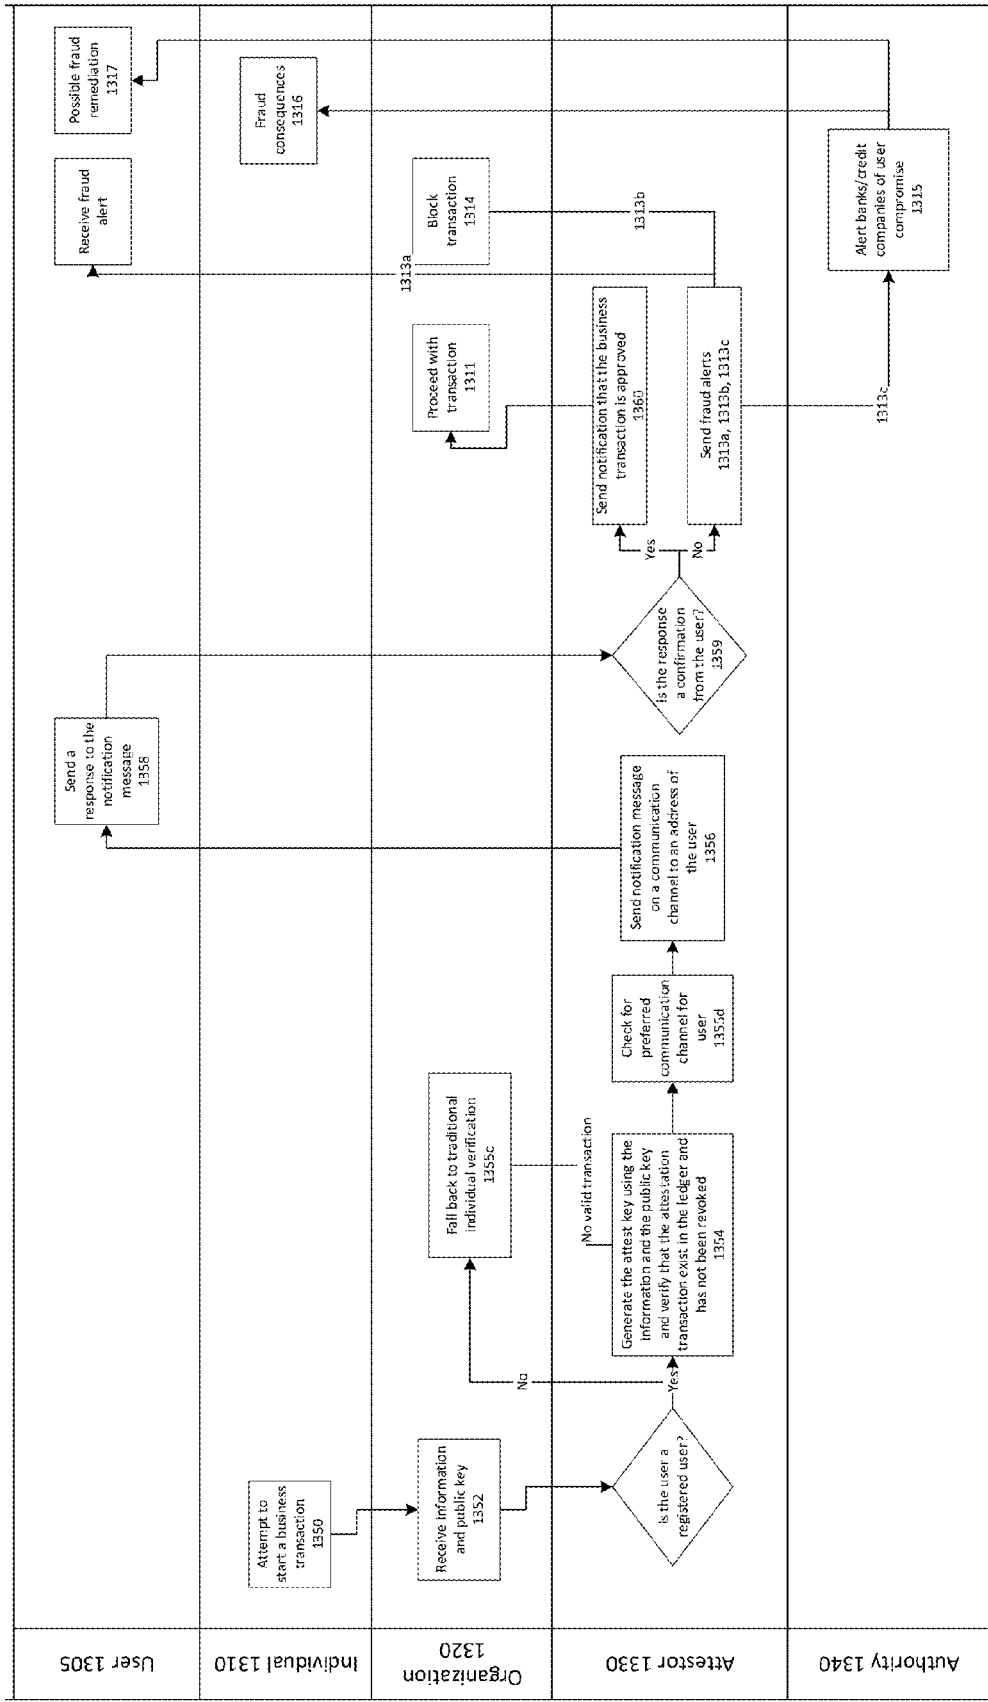 User 1305
Individual 1310
Organization
1320
Attestor 1330
Authority 1340
Attempt to
start a business
transaction
1350
Receive information
and public key
1352
Is the user a
registered user?
No
Yes
Fall back to traditional
individual verification
1355c
No valid transaction
Generate the attest key using the
information and the public key
and verify that the attestation
transaction exist in the ledger and
has not been revoked
1354
Check for
preferred
communication
channel for
user
1355d
Send notification message
on a communication
channel to an address of
the user
1356
Send a
response to the
notification
message
1358
Is the response
a confirmation
from the user?
1359
Yes
No
Send notification that the business
transaction is approved
1360
Proceed with
transaction
1311
Send fraud alerts
1313a, 1313b, 1313c
1313a
1313b
1313c
Receive fraud
alert
Block
transaction
1314
Alert banks/credit
companies of user
compromise
1315
Fraud
consequences
1316
Possible fraud
remediation
1317